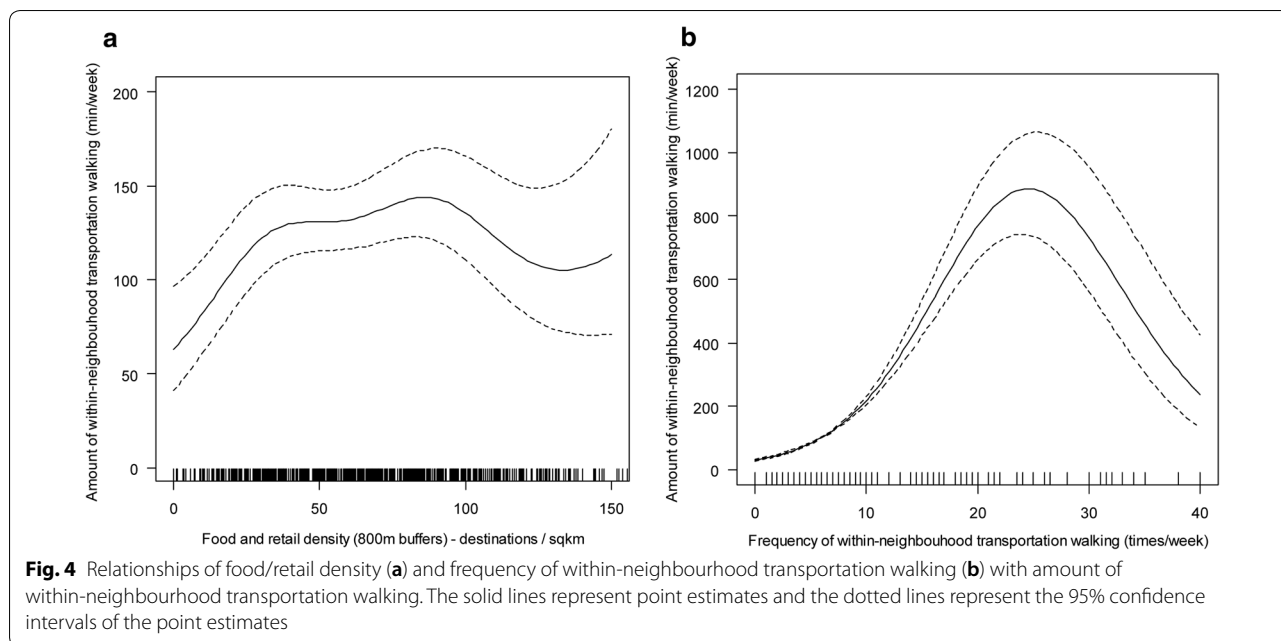 a
b
Amount of within-neighbouhood transportation walking (min/week)
200
150
100
50
0
0 50 100 150
Food and retail density (800m buffers) - destinations / sqkm
Amount of within-neighbouhood transportation walking (min/week)
1200
1000
800
600
400
200
0
0 10 20 30 40
Frequency of within-neighbouhood transportation walking (times/week)
Fig. 4 Relationships of food/retail density (a) and frequency of within-neighbourhood transportation walking (b) with amount of
within-neighbourhood transportation walking. The solid lines represent point estimates and the dotted lines represent the 95% confidence
intervals of the point estimates